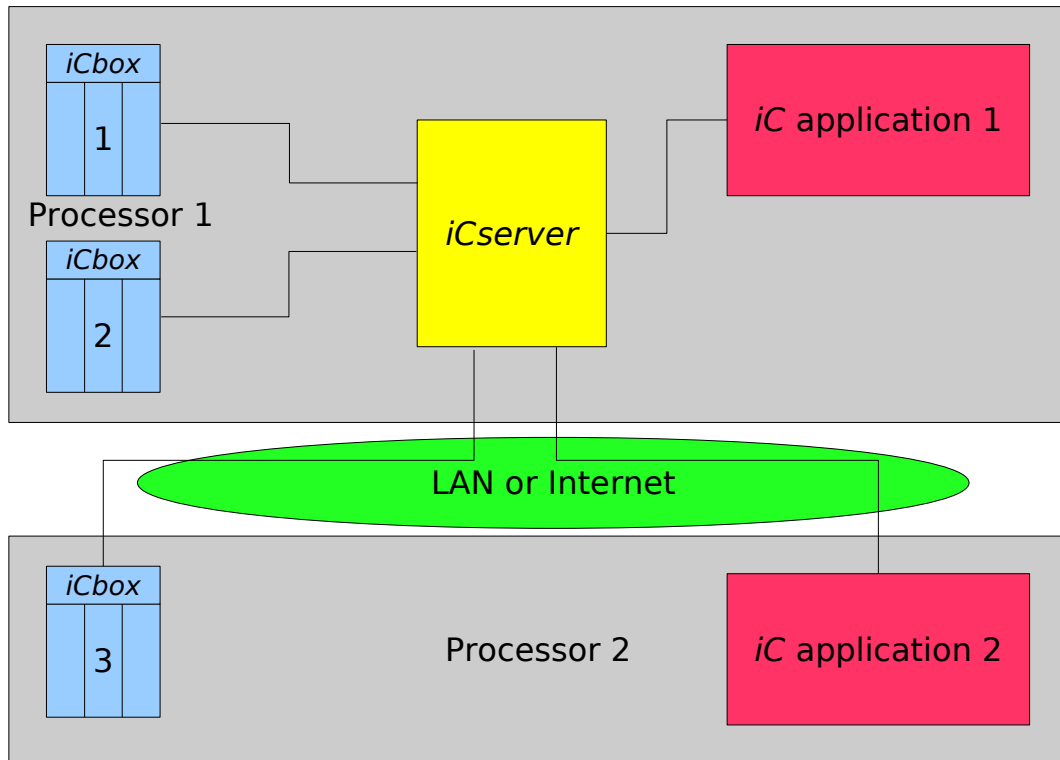 iCbox
1
Processor 1
iCbox
2
iCserver
iC application 1
LAN or Internet
iCbox
3
Processor 2
iC application 2